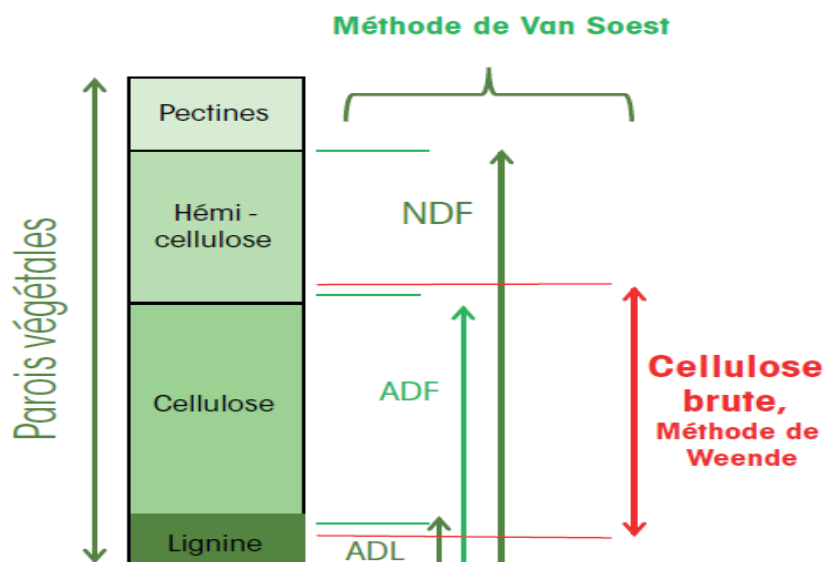 Méthode de Van Soest
Parois végétales
Pectines
Hémi -
cellulose
Cellulose
Lignine
NDF
ADF
ADL
Cellulose
brute,
Méthode de
Weende